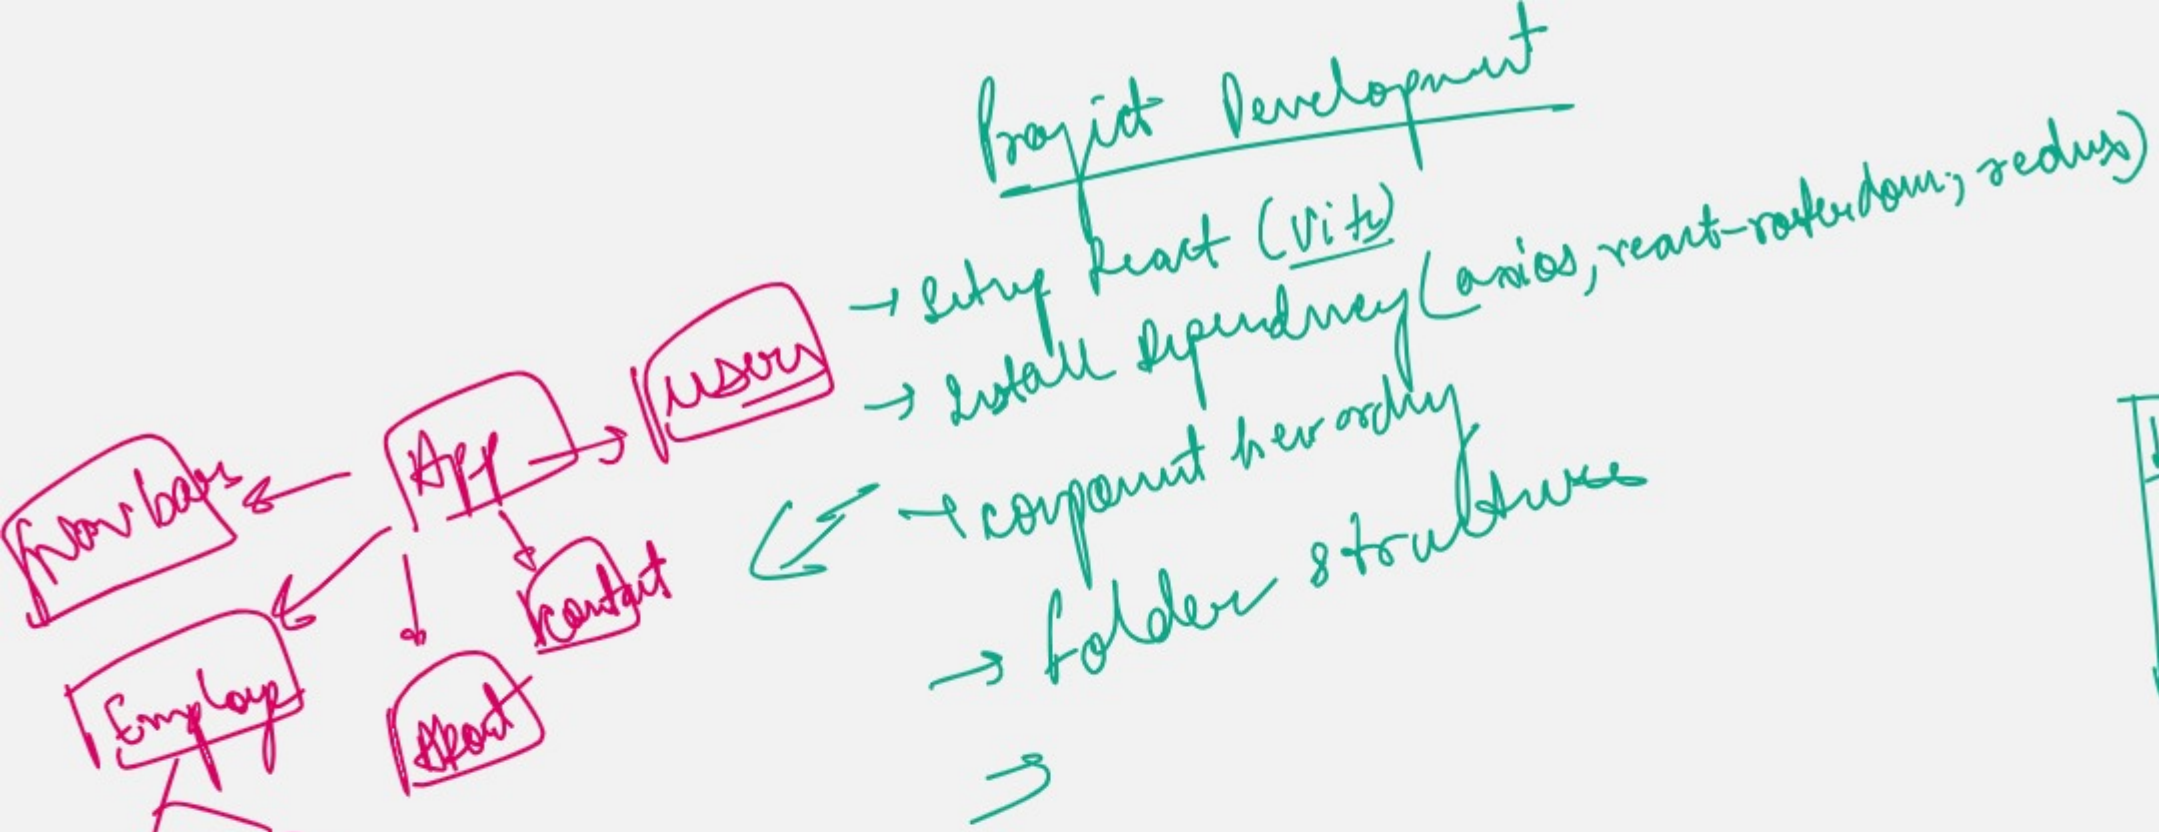 Project Development
→ Setup React (Vite)
→ Install Dependency (axios, react-router dom, redux)
→ component herarchy
→ folder structure
users
App
Navbar
contact
Employ
About